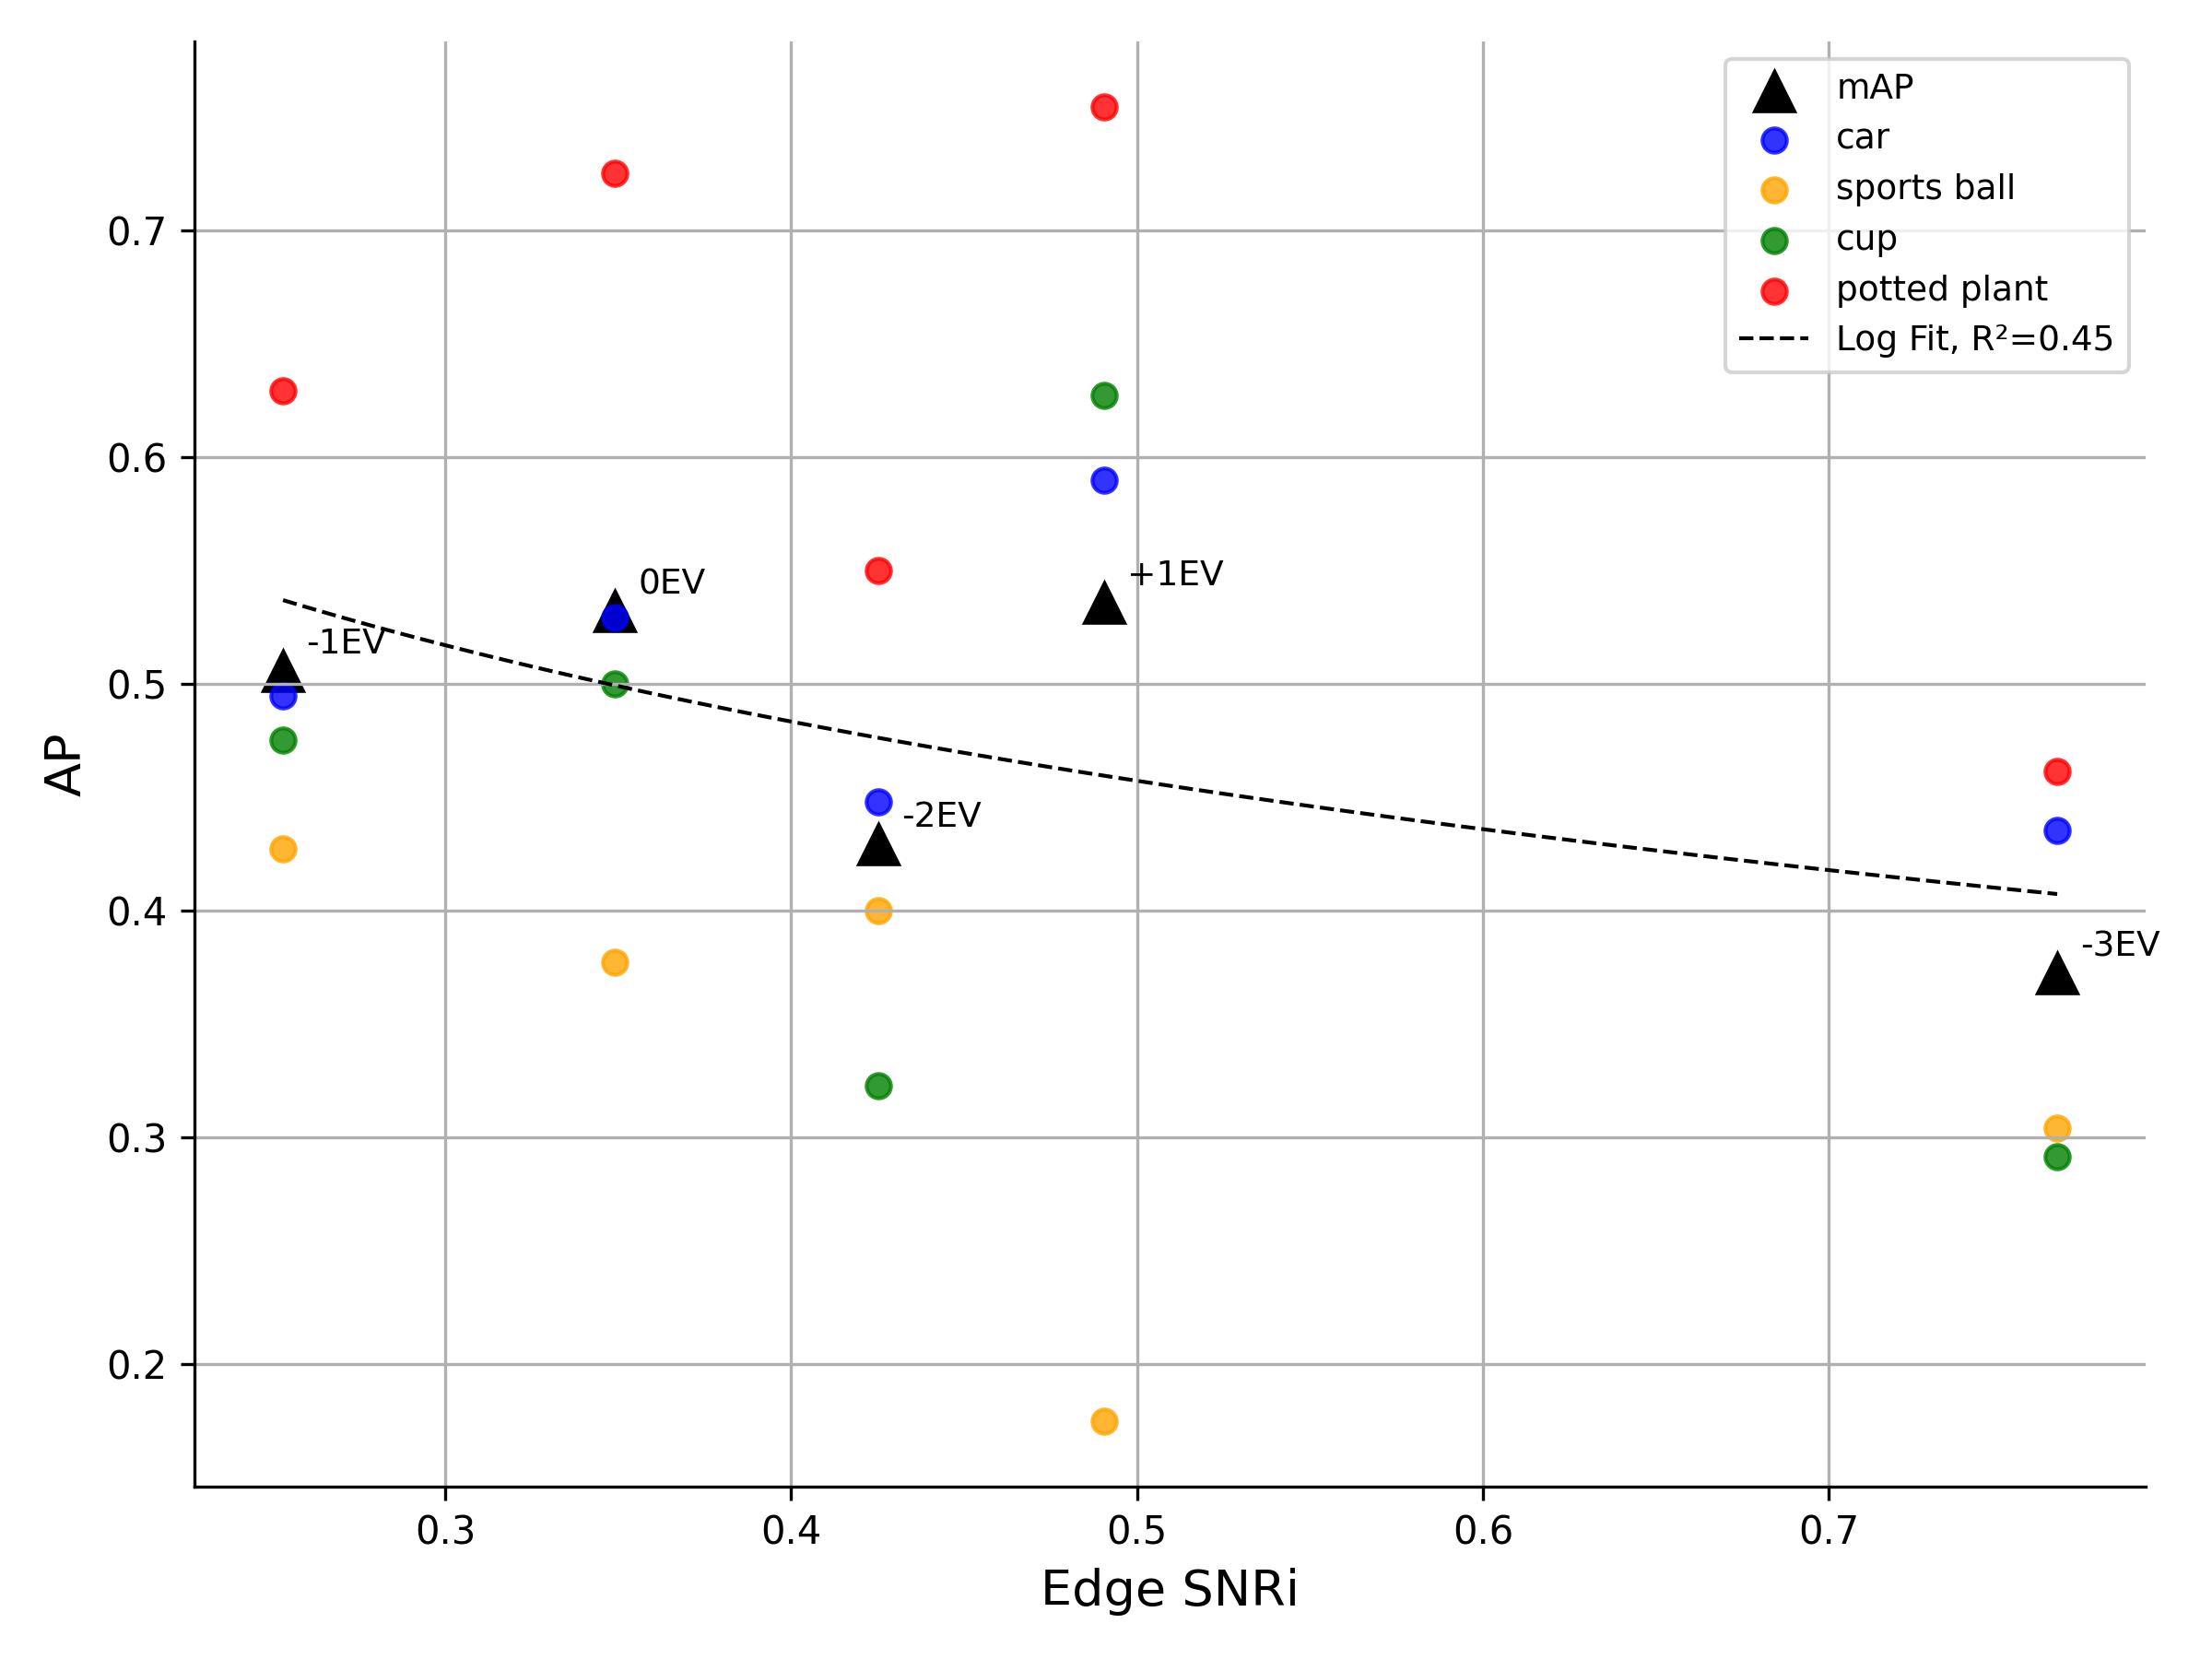 mAP
car
sports ball
cup
potted plant
Log Fit, R²=0.45
0.7
0.6
0.5
0.4
0.3
0.2
AP
-1EV
0EV
-2EV
+1EV
-3EV
0.3
0.4
0.5
0.6
0.7
Edge SNRi